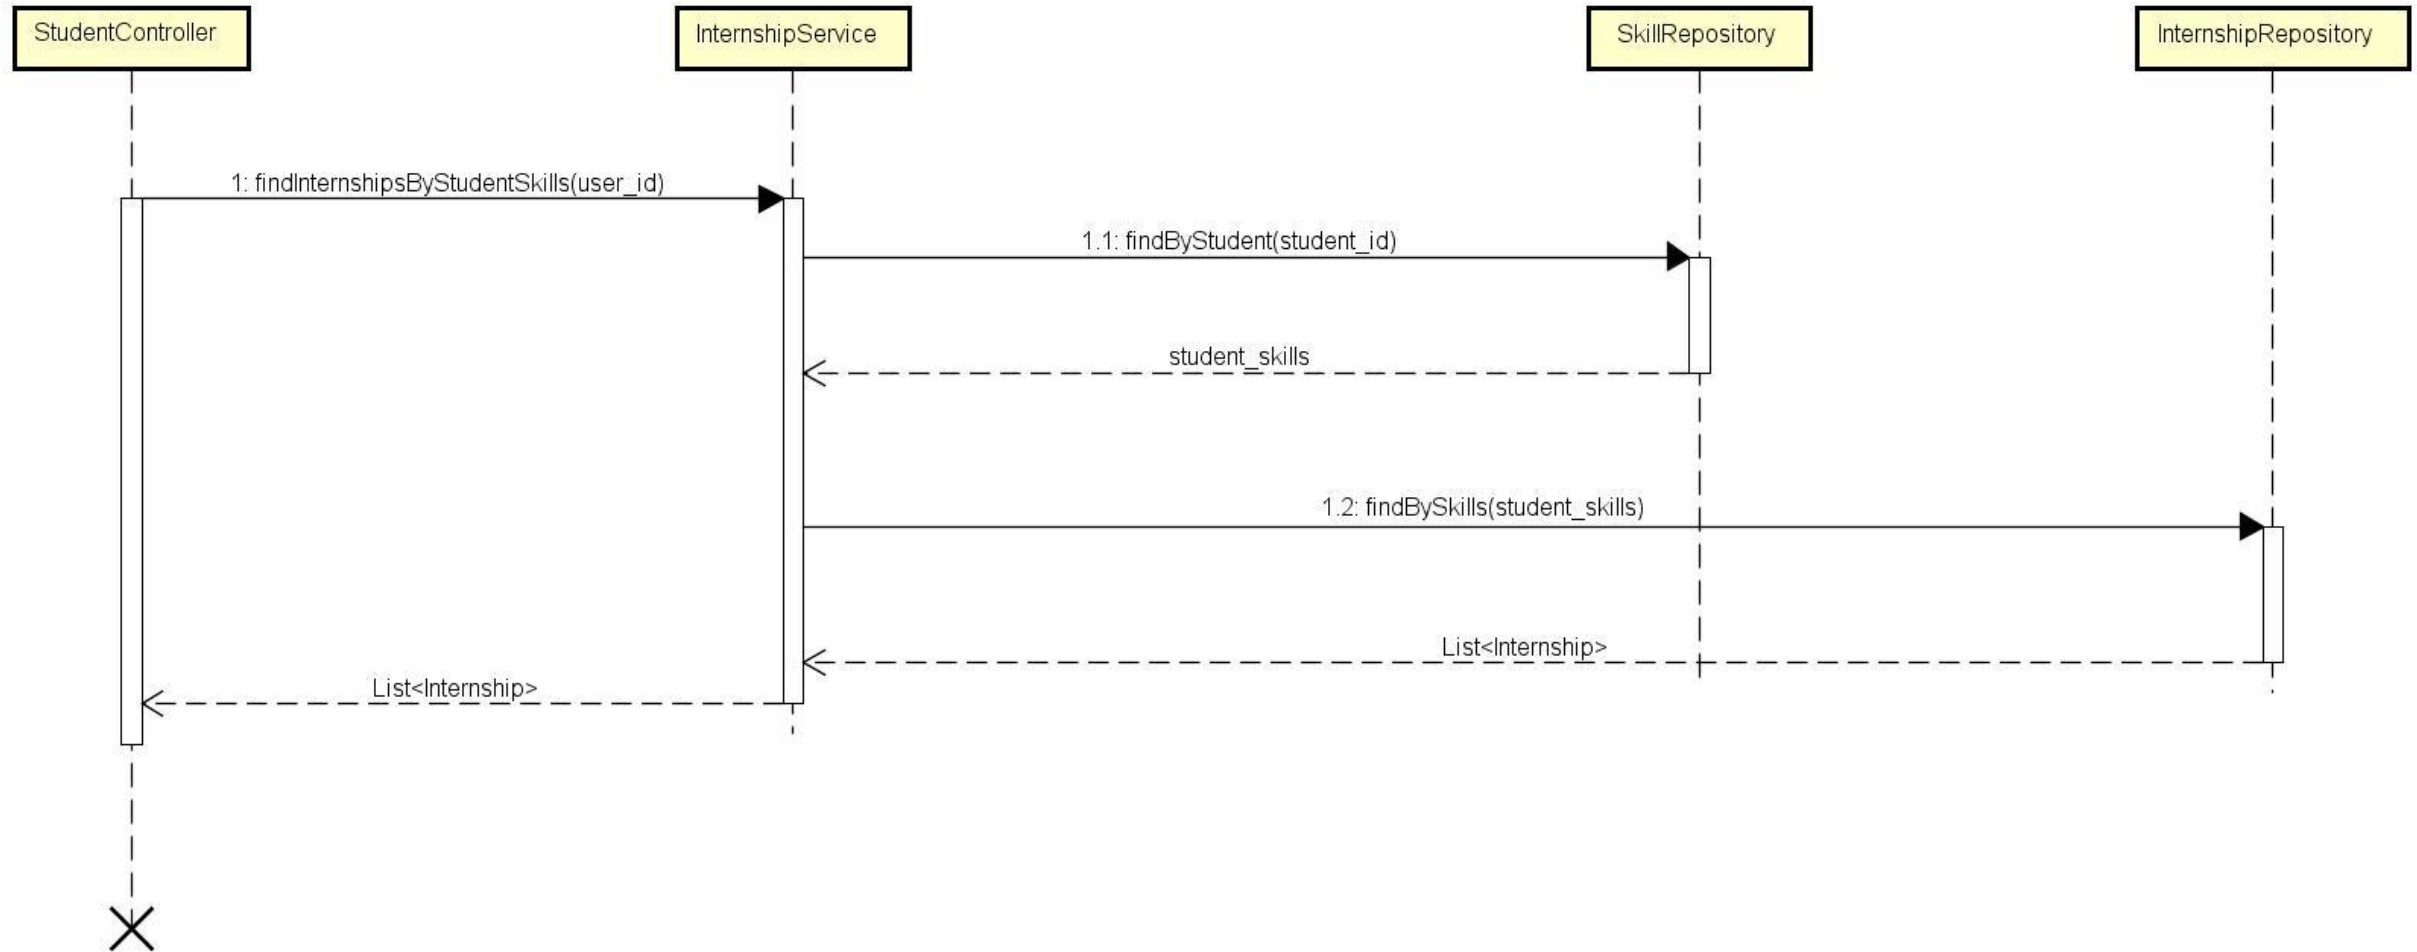 StudentController
InternshipService
SkillRepository
InternshipRepository
1: findInternshipsByStudentSkills(user_id)
1.1: findByStudent(student_id)
student_skills
1.2: findBySkills(student_skills)
List<Internship>
List<Internship>